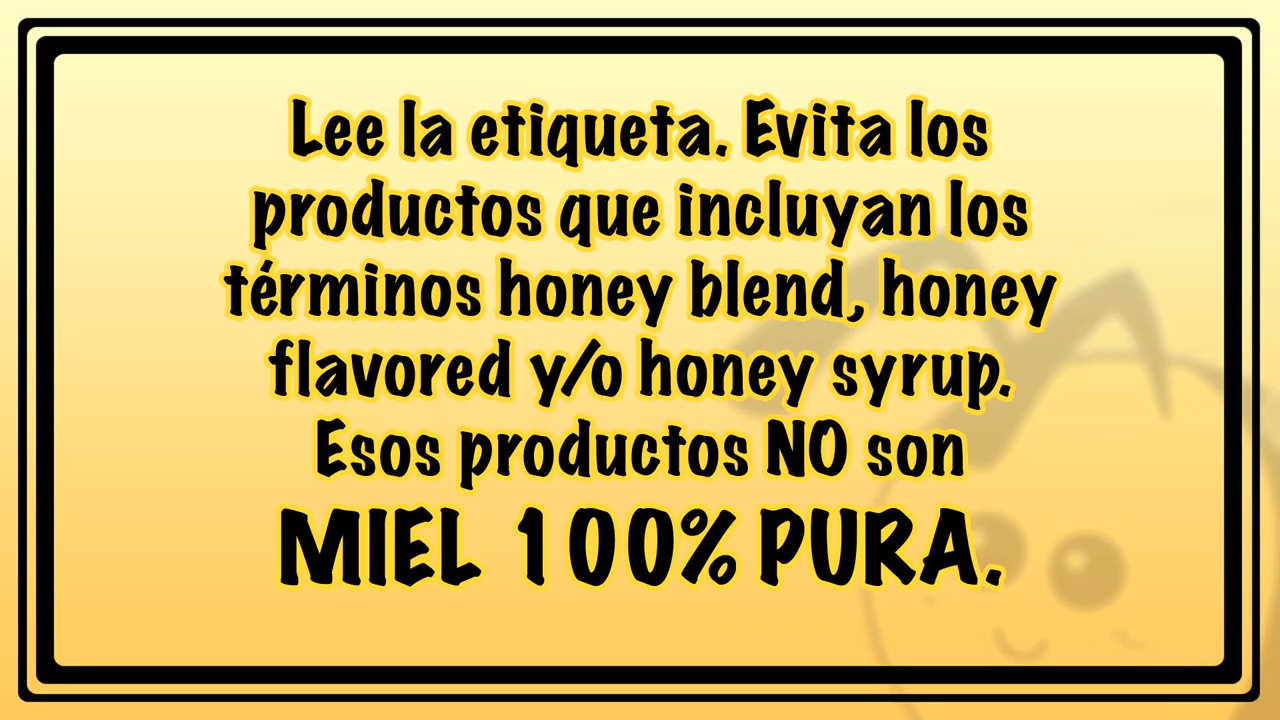 Lee la etiqueta. Evita los
productos que incluyan los
términos honey blend, honey
flavored y/o honey syrup.
Esos productos NO son
MIEL 100% PURA.